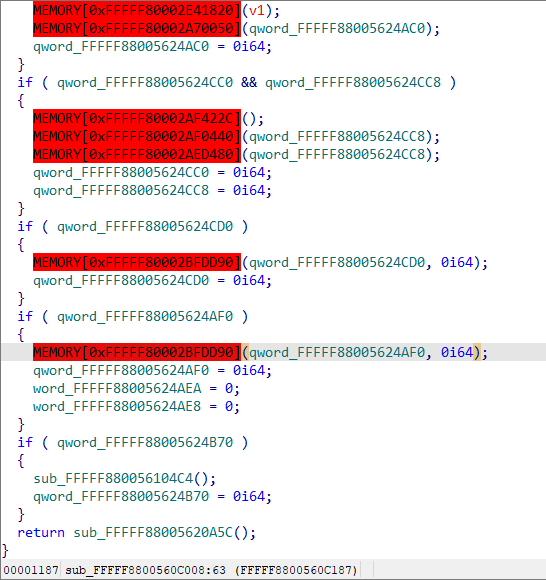 MEMORY[0xFFFFF80002E41820](v1);
MEMORY[0xFFFFF80002A70050](qword_FFFFF88005624AC0);
qword_FFFFF88005624AC0 = 0i64;
}
if ( qword_FFFFF88005624CC0 && qword_FFFFF88005624CC8 )
{
MEMORY[0xFFFFF80002AF422C]();
MEMORY[0xFFFFF80002AF0440](qword_FFFFF88005624CC8);
MEMORY[0xFFFFF80002AED480](qword_FFFFF88005624CC8);
qword_FFFFF88005624CC0 = 0i64;
qword_FFFFF88005624CC8 = 0i64;
}
if ( qword_FFFFF88005624CD0 )
{
MEMORY[0xFFFFF80002BFDD90](qword_FFFFF88005624CD0, 0i64);
qword_FFFFF88005624CD0 = 0i64;
}
if ( qword_FFFFF88005624AF0 )
{
MEMORY[0xFFFFF80002BFDD90](qword_FFFFF88005624AF0, 0i64);
qword_FFFFF88005624AF0 = 0i64;
word_FFFFF88005624AEA = 0;
word_FFFFF88005624AE8 = 0;
}
if ( qword_FFFFF88005624B70 )
{
sub_FFFFF880056104C4();
qword_FFFFF88005624B70 = 0i64;
}
return sub_FFFFF88005620A5C();
}
00001187 sub_FFFFF8800560C008:63 (FFFFF8800560C187)